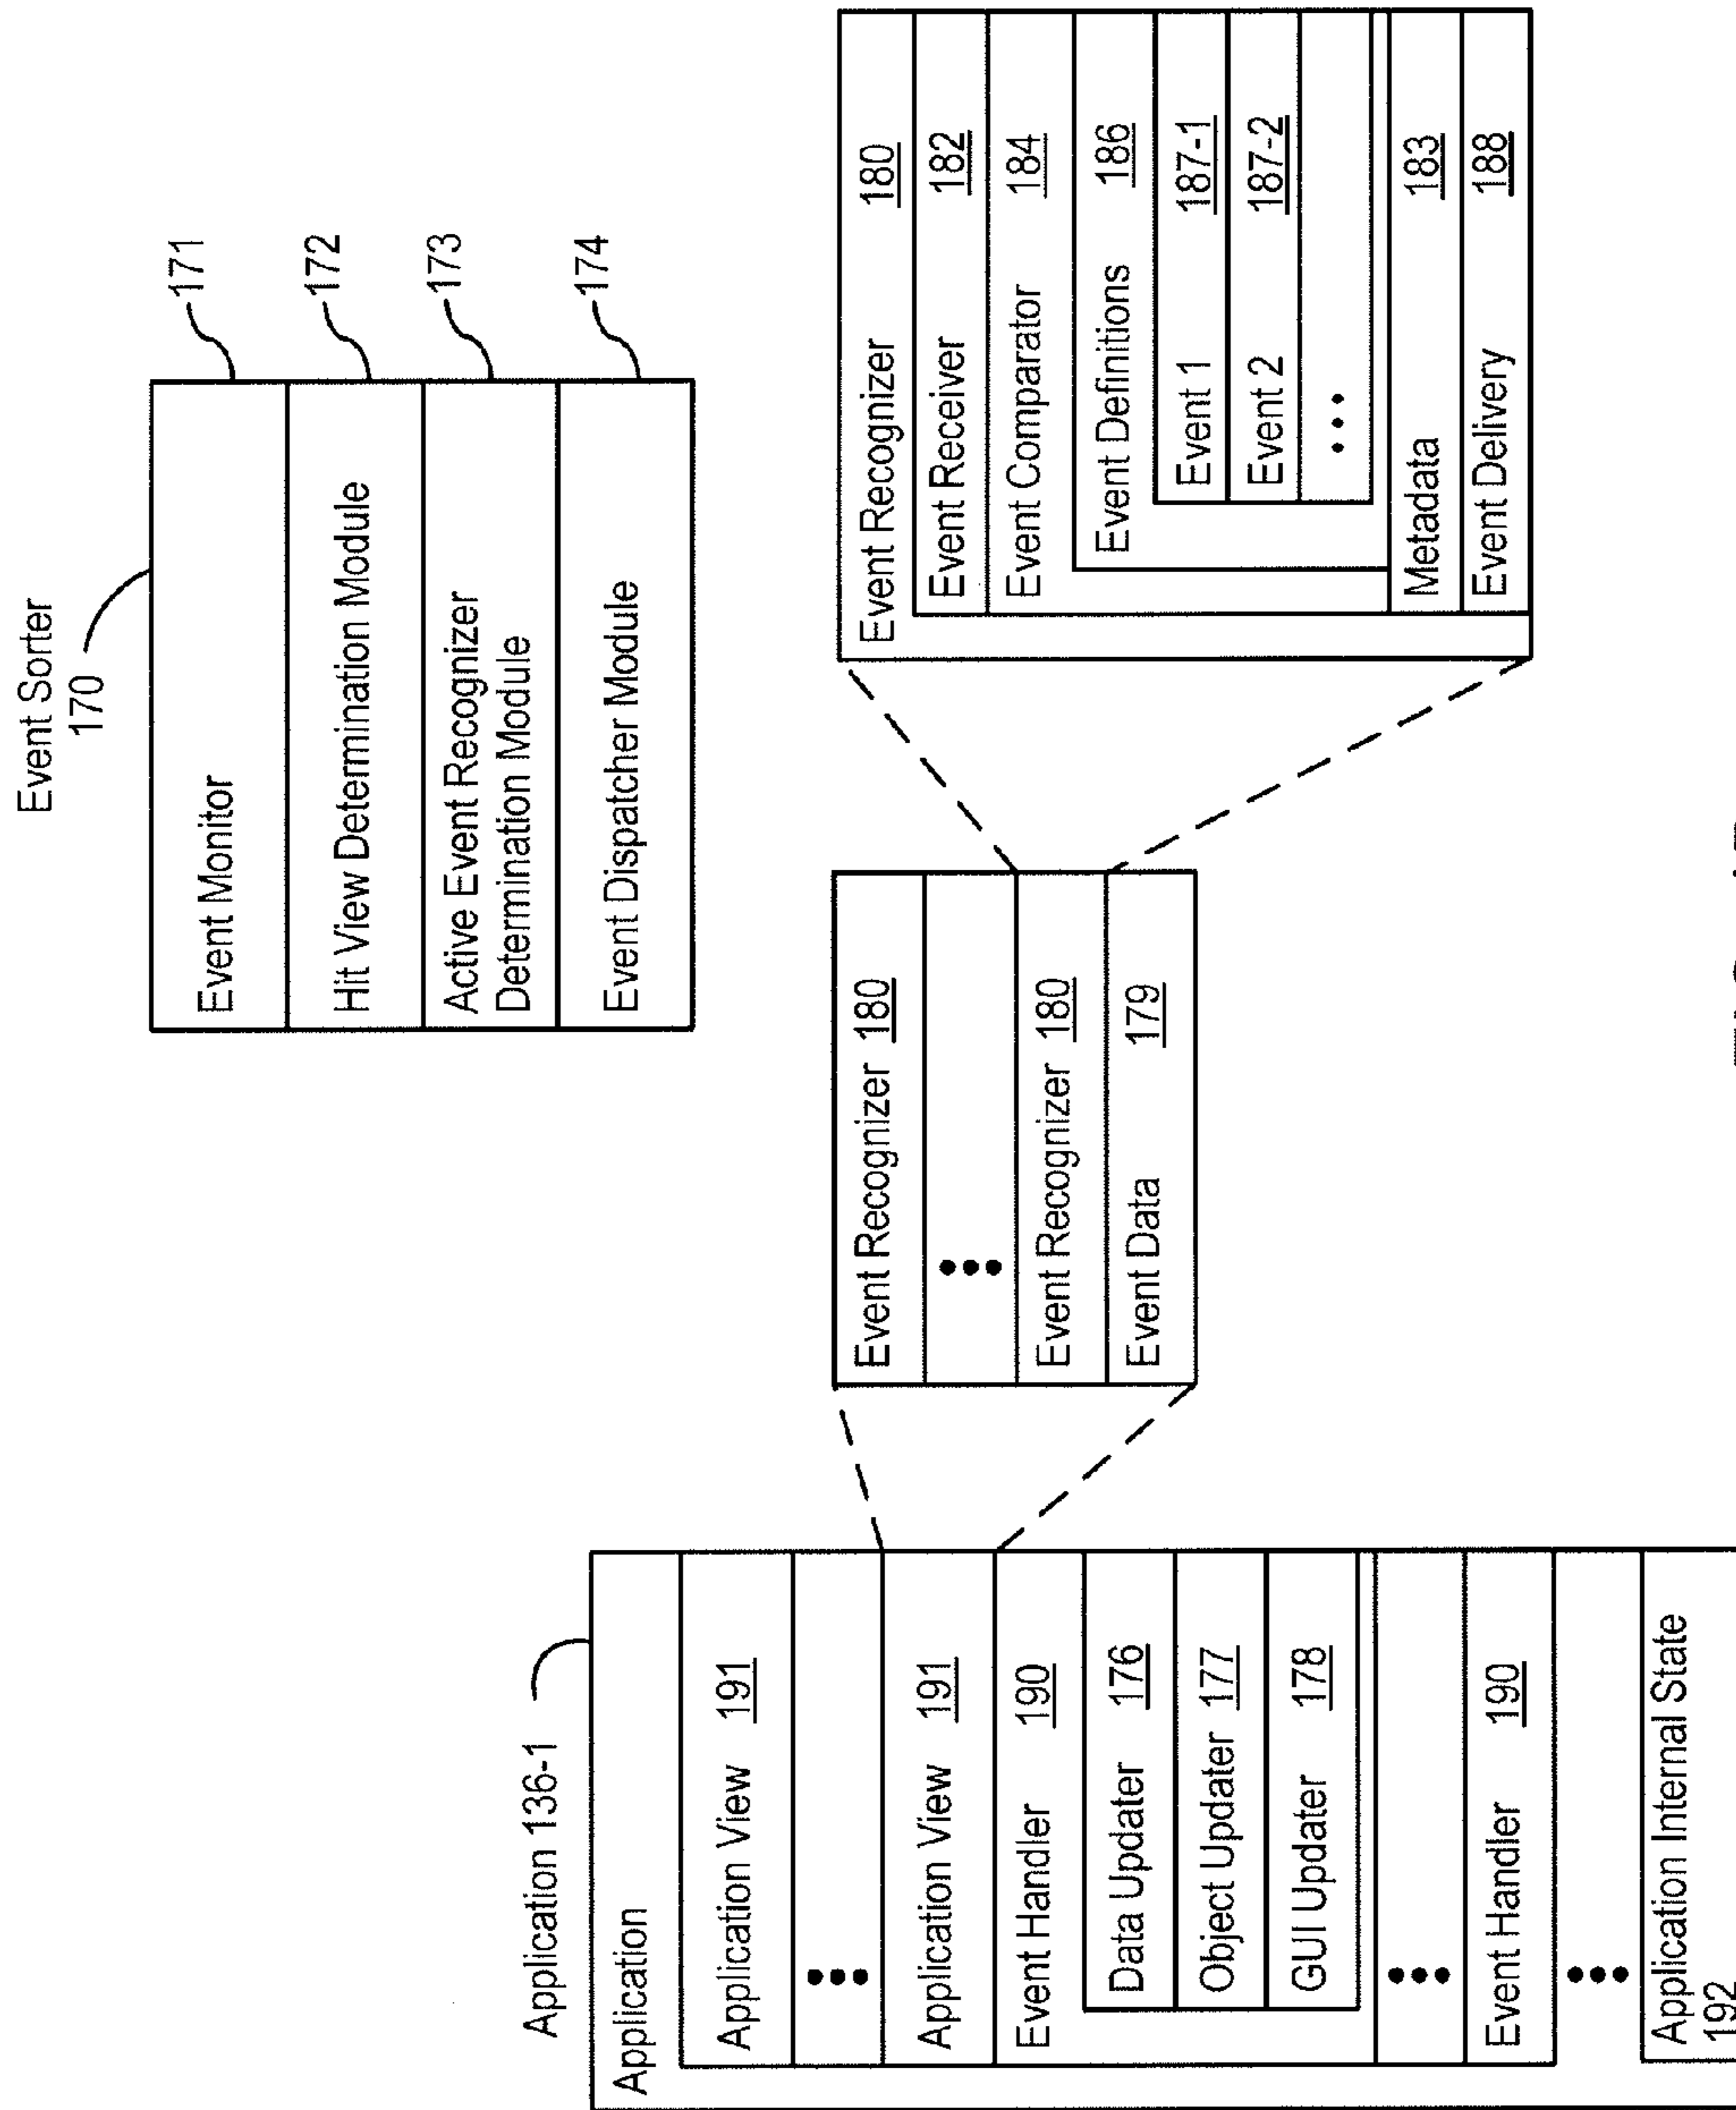 Event Sorter
170
Event Monitor
171
Hit View Determination Module
172
Active Event Recognizer
Determination Module
173
Event Dispatcher Module
174
Application 136-1
Application
Application View 191
•••
Application View 191
Event Handler 190
Data Updater 176
Object Updater 177
GUI Updater 178
•••
Event Handler 190
•••
Application Internal State
192
Event Recognizer 180
•••
Event Recognizer 180
Event Data 179
Event Recognizer 180
Event Receiver 182
Event Comparator 184
Event Definitions 186
Event 1 187-1
Event 2 187-2
•••
Metadata 183
Event Delivery 188